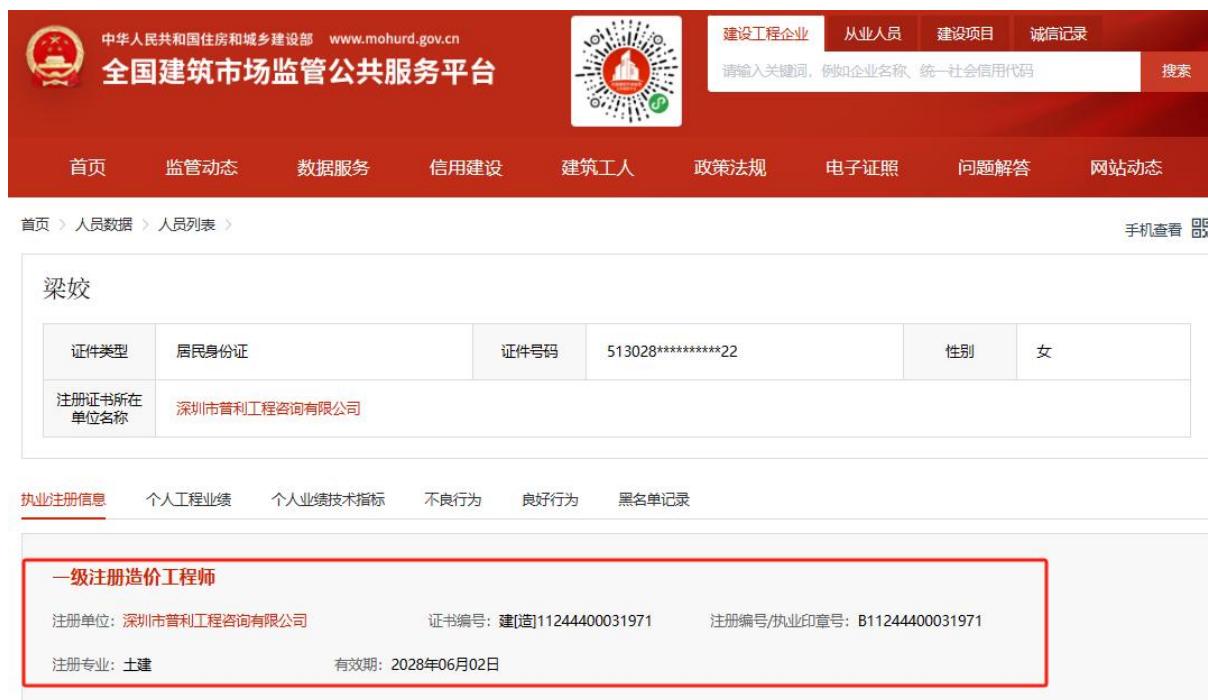 中华人民共和国住房和城乡建设部 www.mohurd.gov.cn
全国建筑市场监管公共服务平台
建设工程企业 从业人员 建设项目 诚信记录
请输入关键词，例如企业名称、统一社会信用代码 搜索
首页 监管动态 数据服务 信用建设 建筑工人 政策法规 电子证照 问题解答 网站动态
首页 > 人员数据 > 人员列表 >
手机查看
梁姣
证件类型 居民身份证 证件号码 513028**********22 性别 女
注册证书所在
单位名称
深圳市普利工程咨询有限公司
执业注册信息 个人工程业绩 个人业绩技术指标 不良行为 良好行为 黑名单记录
一级注册造价工程师
注册单位：深圳市普利工程咨询有限公司 证书编号：建[造]11244400031971 注册编号/执业印章号：B11244400031971
注册专业：土建 有效期：2028年06月02日